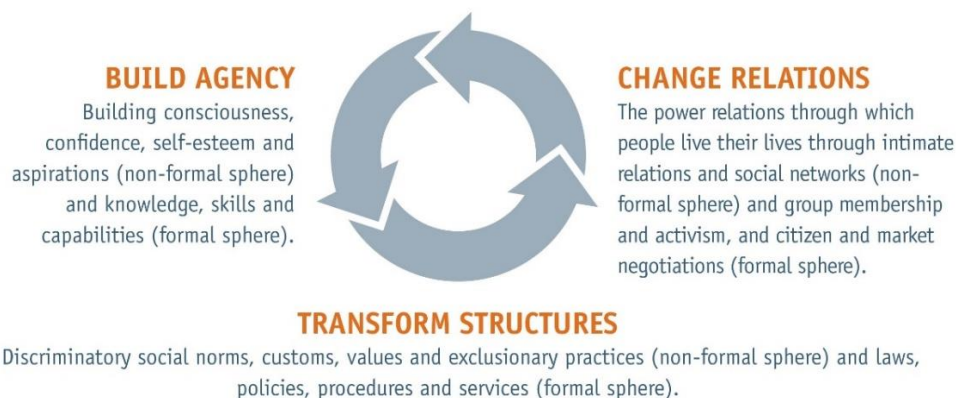 BUILD AGENCY
Building consciousness,
confidence, self-esteem and
aspirations (non-formal sphere)
and knowledge, skills and
capabilities (formal sphere).
CHANGE RELATIONS
The power relations through which
people live their lives through intimate
relations and social networks (non-
formal sphere) and group membership
and activism, and citizen and market
negotiations (formal sphere).
TRANSFORM STRUCTURES
Discriminatory social norms, customs, values and exclusionary practices (non-formal sphere) and laws,
policies, procedures and services (formal sphere).